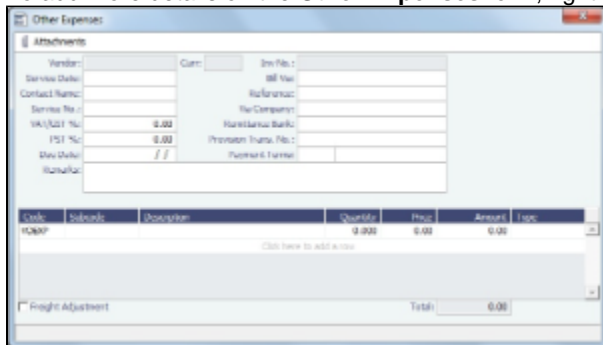 Other Expenses
Attachments
Vendor: Curr: Inv No.:
Service Date: Bill Via:
Contact Name: Reference:
Service No.: No Company:
VAT/GST %: 0.00 Remittance Bank:
PST %: 0.00 Provision Trans. No.:
Due Date: / / Payment Terms:
Remarks:
Code Subcode Description Quantity Price Amount Type
0.000 0.00 0.00
Click here to add a row
Freight Adjustment Total: 0.00